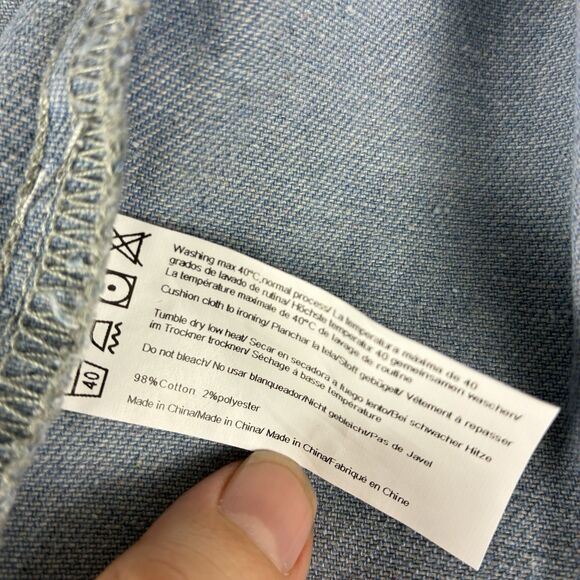 Washing max 40°C,normal process/ La temperatura máxima de 40
grados de lavado de rutina/ Höchste temperatur 40 gemeinsamen waschen/
La température maximale de 40°C de lavage de routine
Cushion cloth to ironing/ Planchar la tela/Stoff gebügelt/ Vêtement à repasser
Tumble dry low heat/ Secar en secadora a fuego lento/Bei schwacher Hitze
im Trockner trocknen/ Séchage à basse température
Do not bleach/ No usar blanqueador/Nicht gebleicht/Pas de Javel
98%Cotton 2%polyester
Made in China/Made in China/ Made in China/Fabriqué en Chine
40